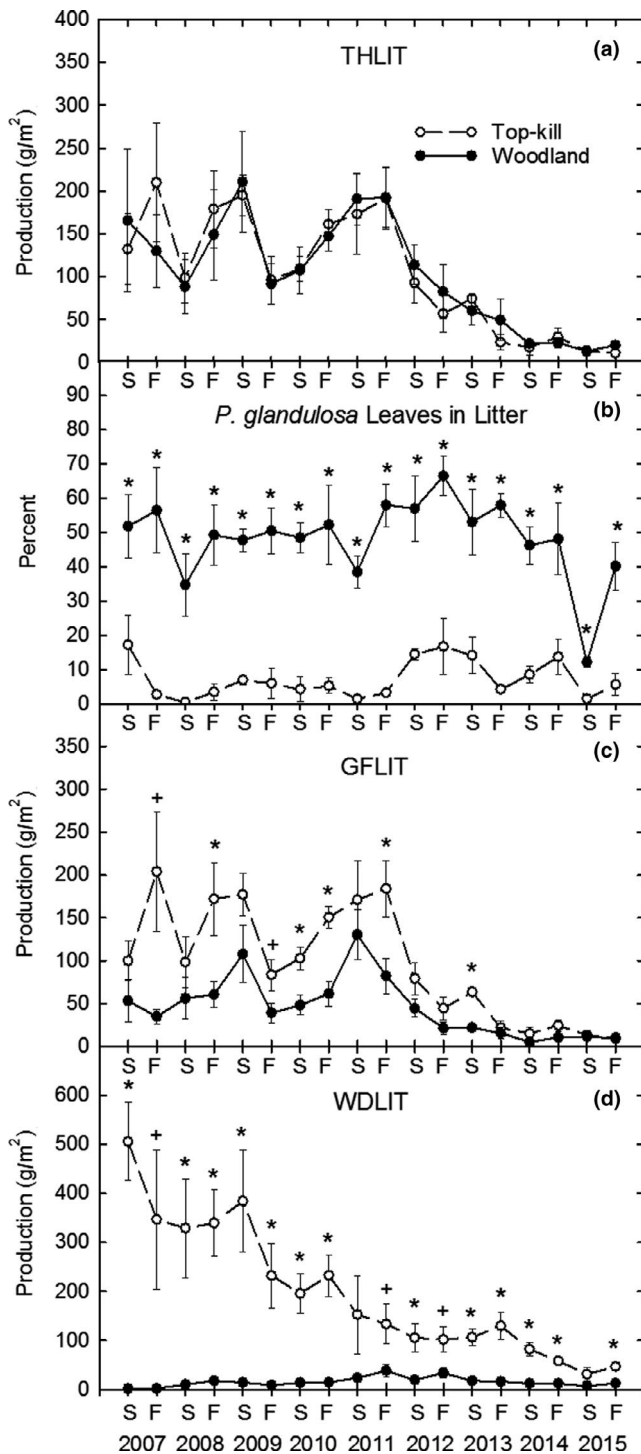 400
350
300
250
200
150
100
50
0
Production (g/m²)
THLIT
(a)
Top-kill
Woodland
S F S F S F S F S F S F S F S F S F
90
80
70
60
50
40
30
20
10
0
Percent
P. glandulosa Leaves in Litter
(b)
* * * * * * * * * * * * * * * * * *
S F S F S F S F S F S F S F S F S F
350
300
250
200
150
100
50
0
Production (g/m²)
GFLIT
(c)
+ * + * * * *
S F S F S F S F S F S F S F S F S F
600
500
400
300
200
100
0
Production (g/m²)
WDLIT
(d)
* + * * * * * * + * + * * * * *
S F S F S F S F S F S F S F S F S F
2007 2008 2009 2010 2011 2012 2013 2014 2015